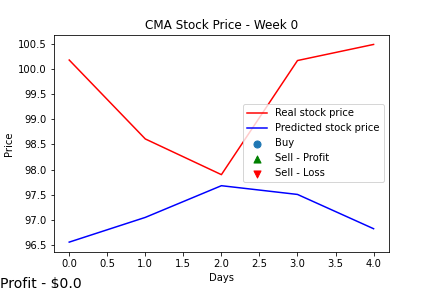 CMA Stock Price - Week 0
100.5
100.0
99.5
99.0
98.5
98.0
97.5
97.0
96.5
Price
Real stock price
Predicted stock price
Buy
Sell - Profit
Sell - Loss
0.0 0.5 1.0 1.5 2.0 2.5 3.0 3.5 4.0
Days
Profit - $0.0